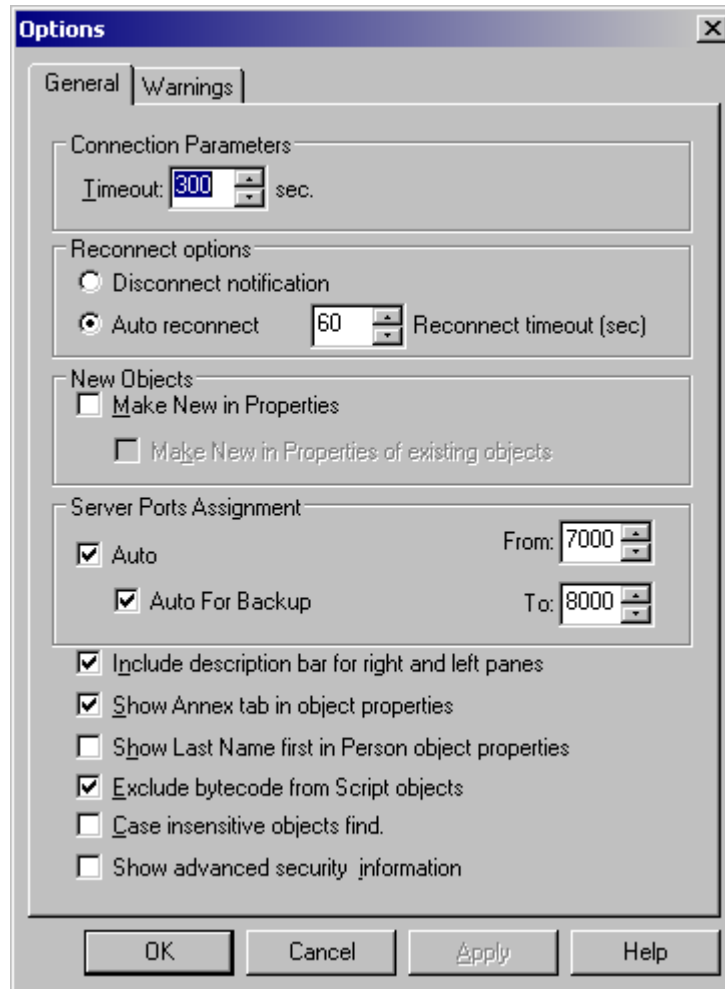 Options
General Warnings
Connection Parameters
Timeout: 300 sec.
Reconnect options
Disconnect notification
Auto reconnect 60 Reconnect timeout (sec)
New Objects
Make New in Properties
Make New in Properties of existing objects
Server Ports Assignment
Auto From: 7000
Auto For Backup To: 8000
Include description bar for right and left panes
Show Annex tab in object properties
Show Last Name first in Person object properties
Exclude bytecode from Script objects
Case insensitive objects find.
Show advanced security information
OK Cancel Apply Help